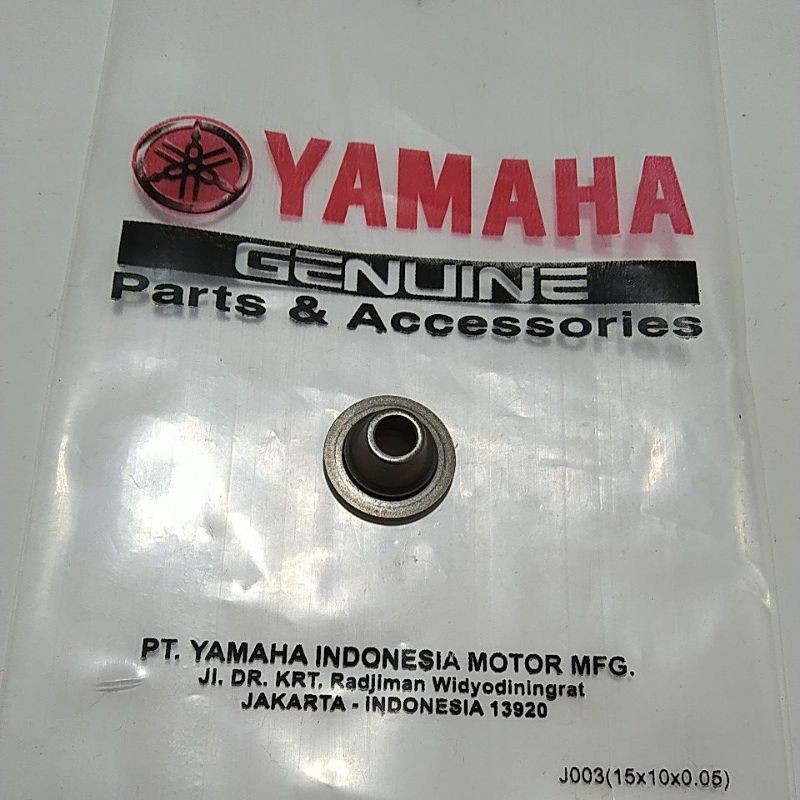 YAMAHA
GENUINE
Parts & Accessories
PT. YAMAHA INDONESIA MOTOR MFG.
Jl. DR. KRT. Radjiman Widyodiningrat
JAKARTA - INDONESIA 13920
J003(15x10x0.05)